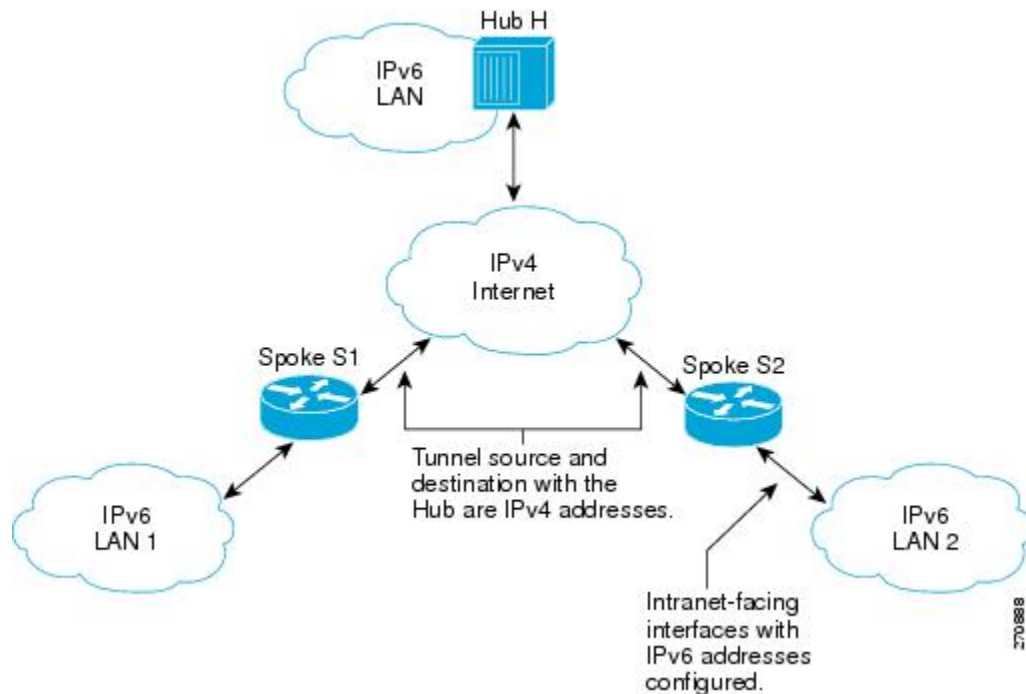 Hub H
IPv6
LAN
IPv4
Internet
Spoke S1
Spoke S2
Tunnel source and
destination with the
Hub are IPv4 addresses.
IPv6
LAN 1
IPv6
LAN 2
Intranet-facing
interfaces with
IPv6 addresses
configured.
270888